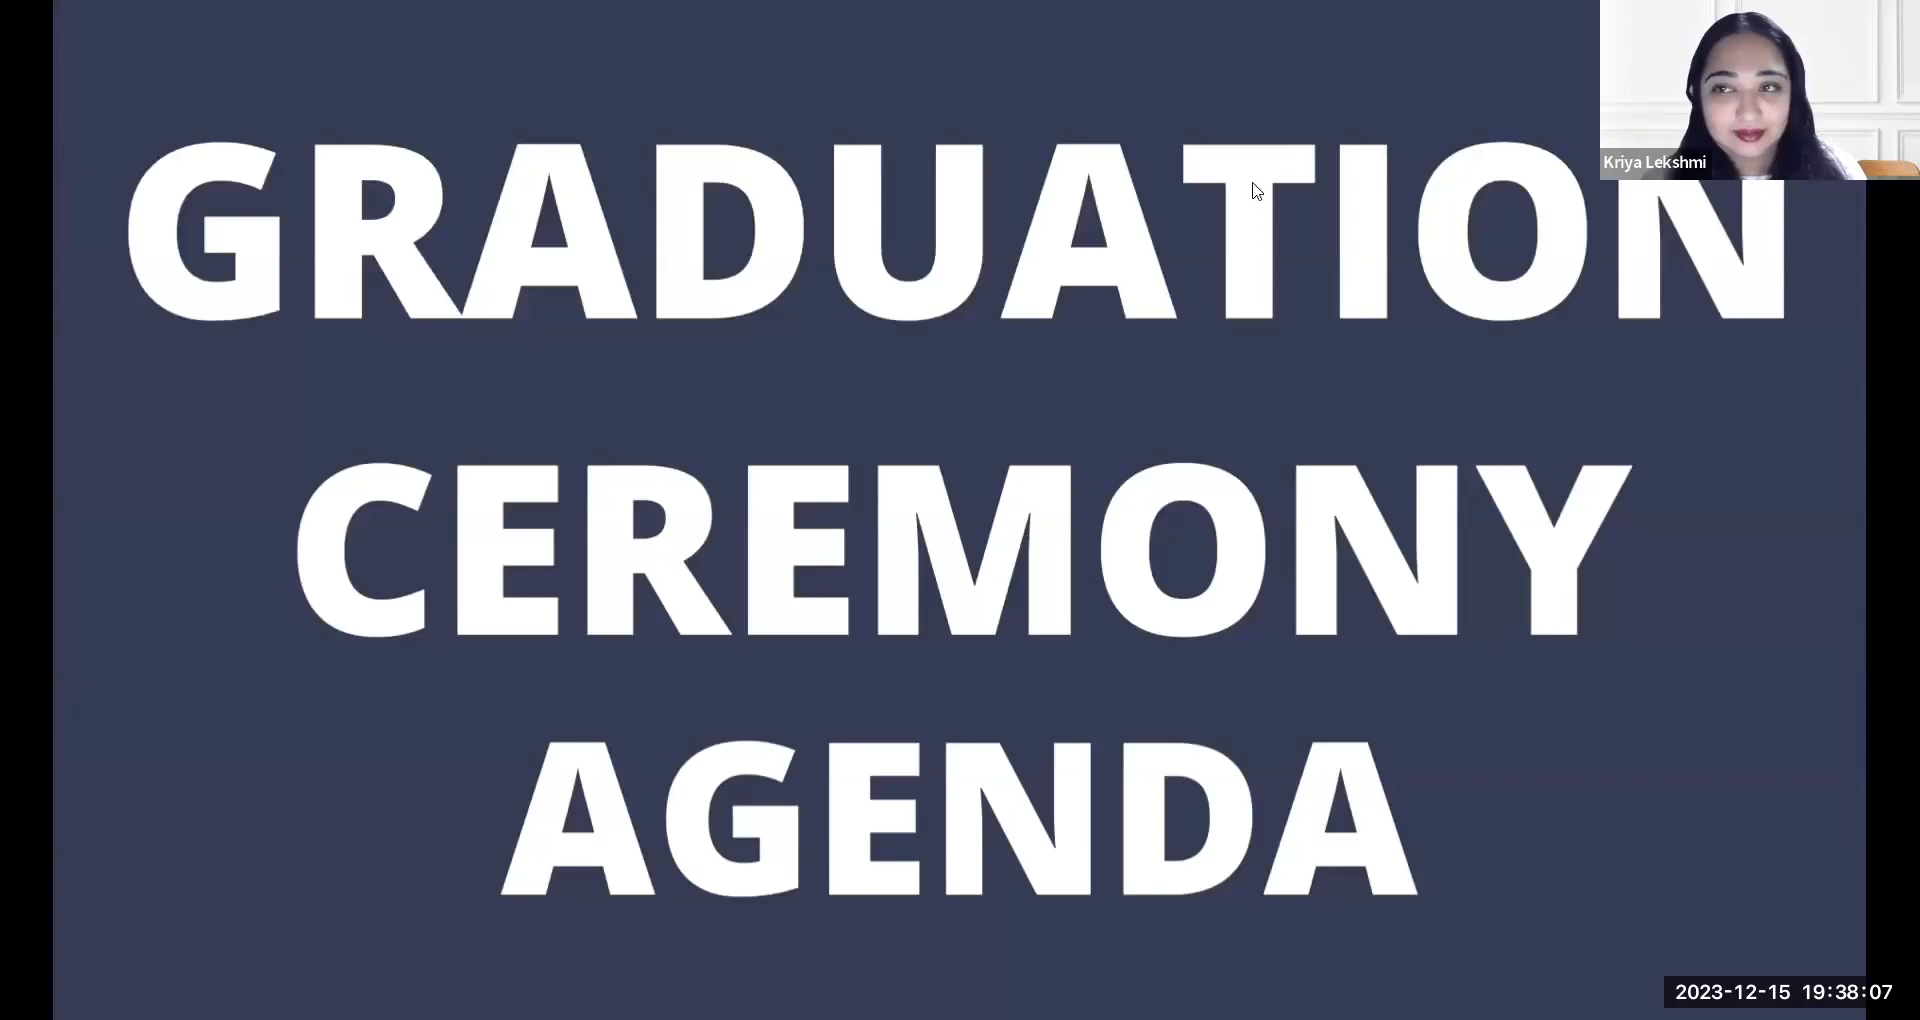 GRADUATION
CEREMONY
AGENDA
Kriya Lekshmi
2023-12-15 19:38:07